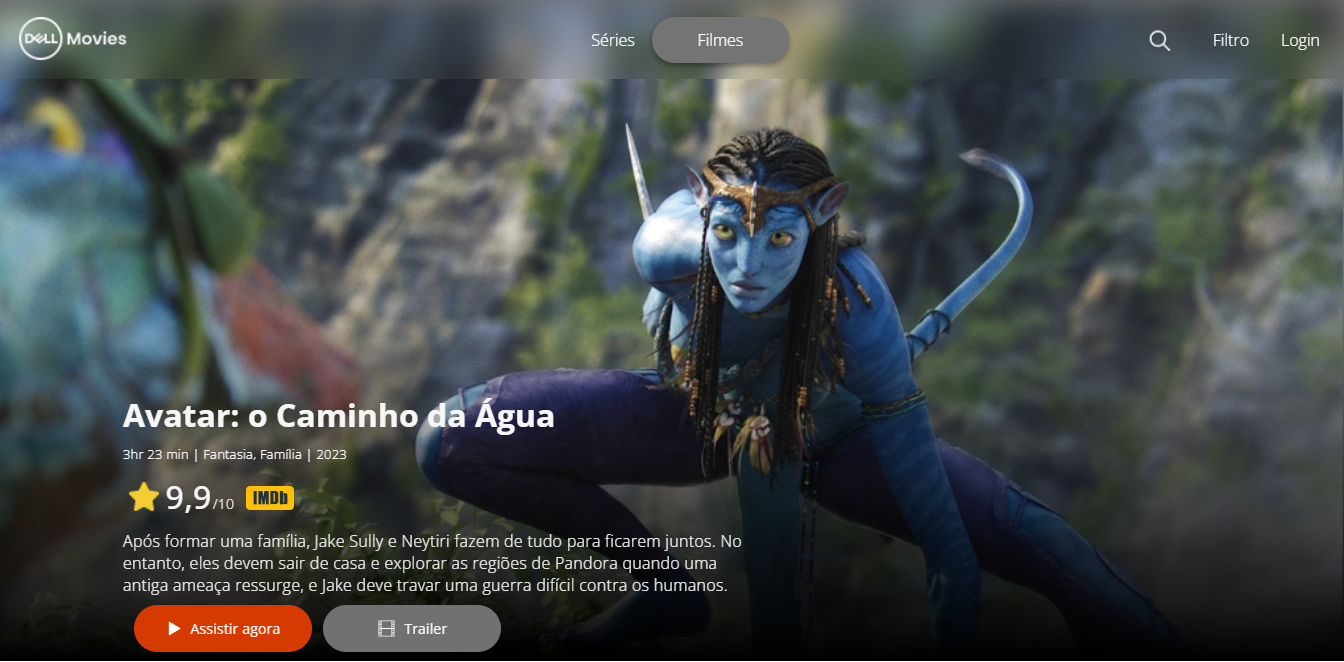 DELL Movies
Séries
Filmes
Filtro
Login
Avatar: o Caminho da Água
3hr 23 min | Fantasia, Família | 2023
9,9/10 IMDb
Após formar uma família, Jake Sully e Neytiri fazem de tudo para ficarem juntos. No
entanto, eles devem sair de casa e explorar as regiões de Pandora quando uma
antiga ameaça ressurge, e Jake deve travar uma guerra difícil contra os humanos.
Assistir agora
Trailer